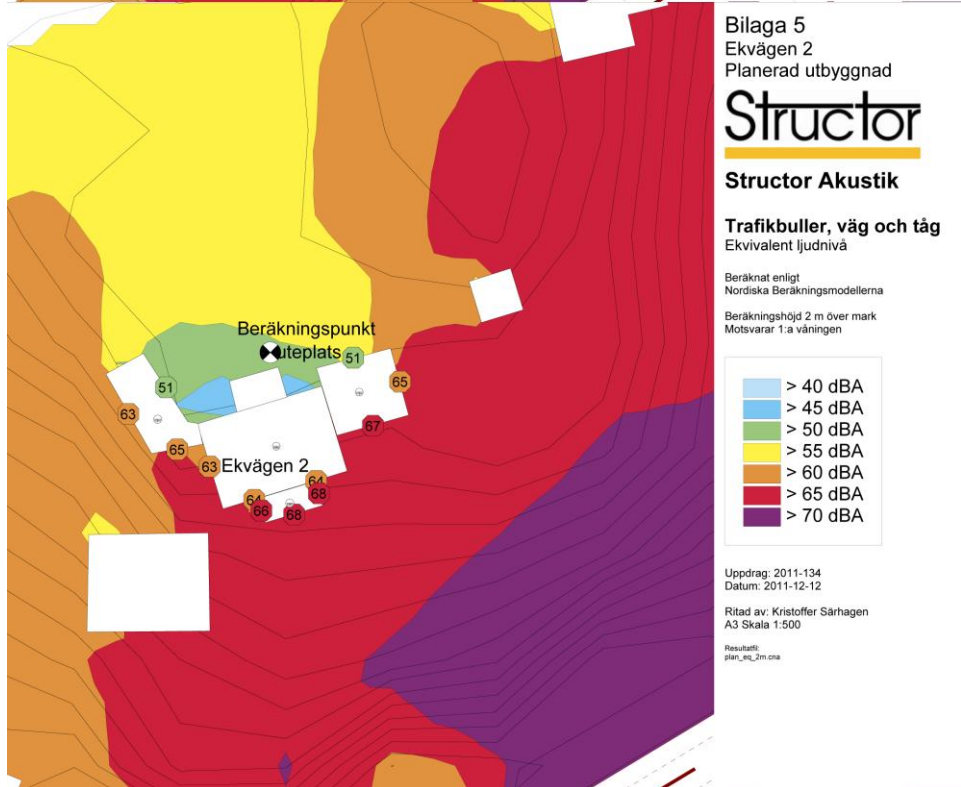 Bilaga 5
Ekvägen 2
Planerad utbyggnad
Structor
Structor Akustik
Trafikbuller, väg och tåg
Ekvivalent ljudnivå
Beräknat enligt
Nordiska Beräkningsmodellerna
Beräkningshöjd 2 m över mark
Motsvarar 1:a våningen
> 40 dBA
> 45 dBA
> 50 dBA
> 55 dBA
> 60 dBA
> 65 dBA
> 70 dBA
Uppdrag: 2011-134
Datum: 2011-12-12
Ritad av: Kristoffer Särhagen
A3 Skala 1:500
Resultatfil:
plan_eq_2m.cna
Beräkningspunkt
uteplats
51
51
65
63
67
65
63
Ekvägen 2
64
68
64
66
68